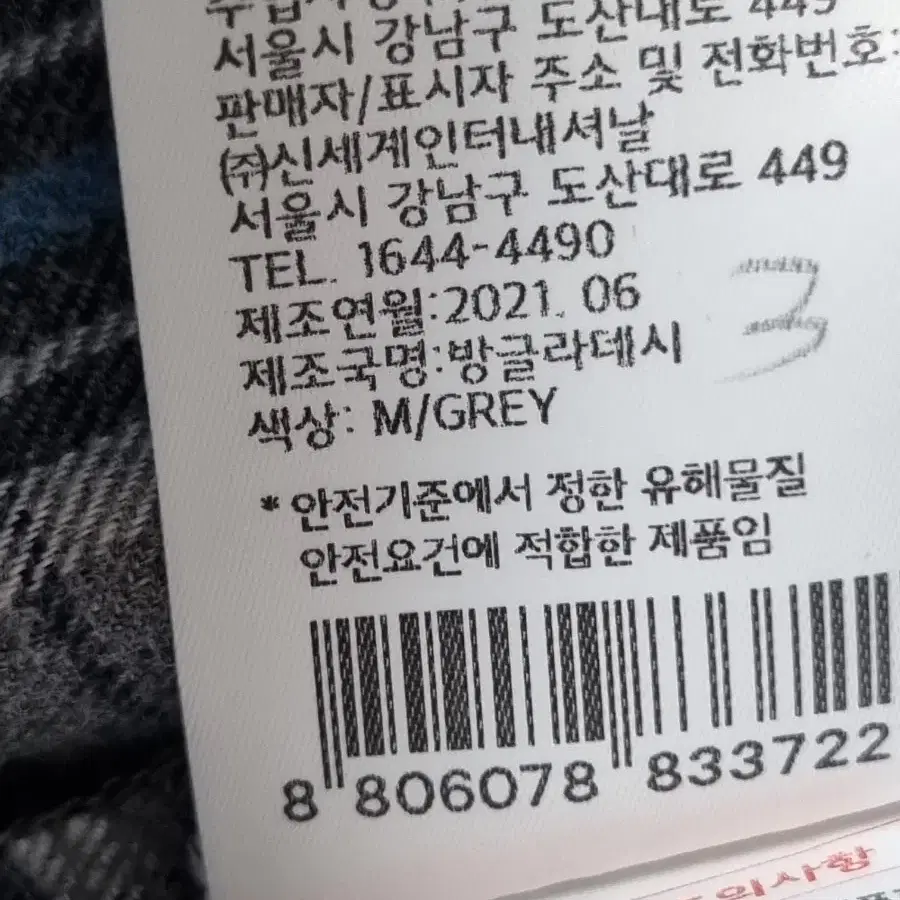 서울시 강남구 도산대로 449
판매자/표시자 주소 및 전화번호:
㈜신세계인터내셔날
서울시 강남구 도산대로 449
TEL. 1644-4490
제조연월:2021. 06
제조국명:방글라데시
색상: M/GREY
3
*안전기준에서 정한 유해물질
안전요건에 적합한 제품임
8 806078 833722
의사항